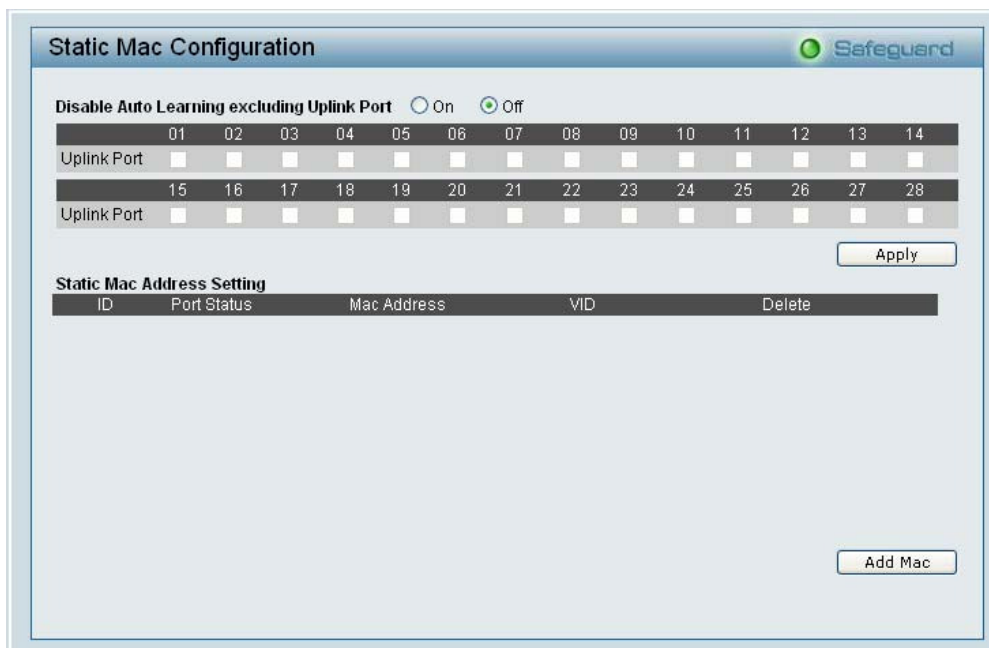 Static Mac Configuration
Safeguard
Disable Auto Learning excluding Uplink Port On Off
01 02 03 04 05 06 07 08 09 10 11 12 13 14
Uplink Port
15 16 17 18 19 20 21 22 23 24 25 26 27 28
Uplink Port
Apply
Static Mac Address Setting
ID Port Status Mac Address VID Delete
Add Mac